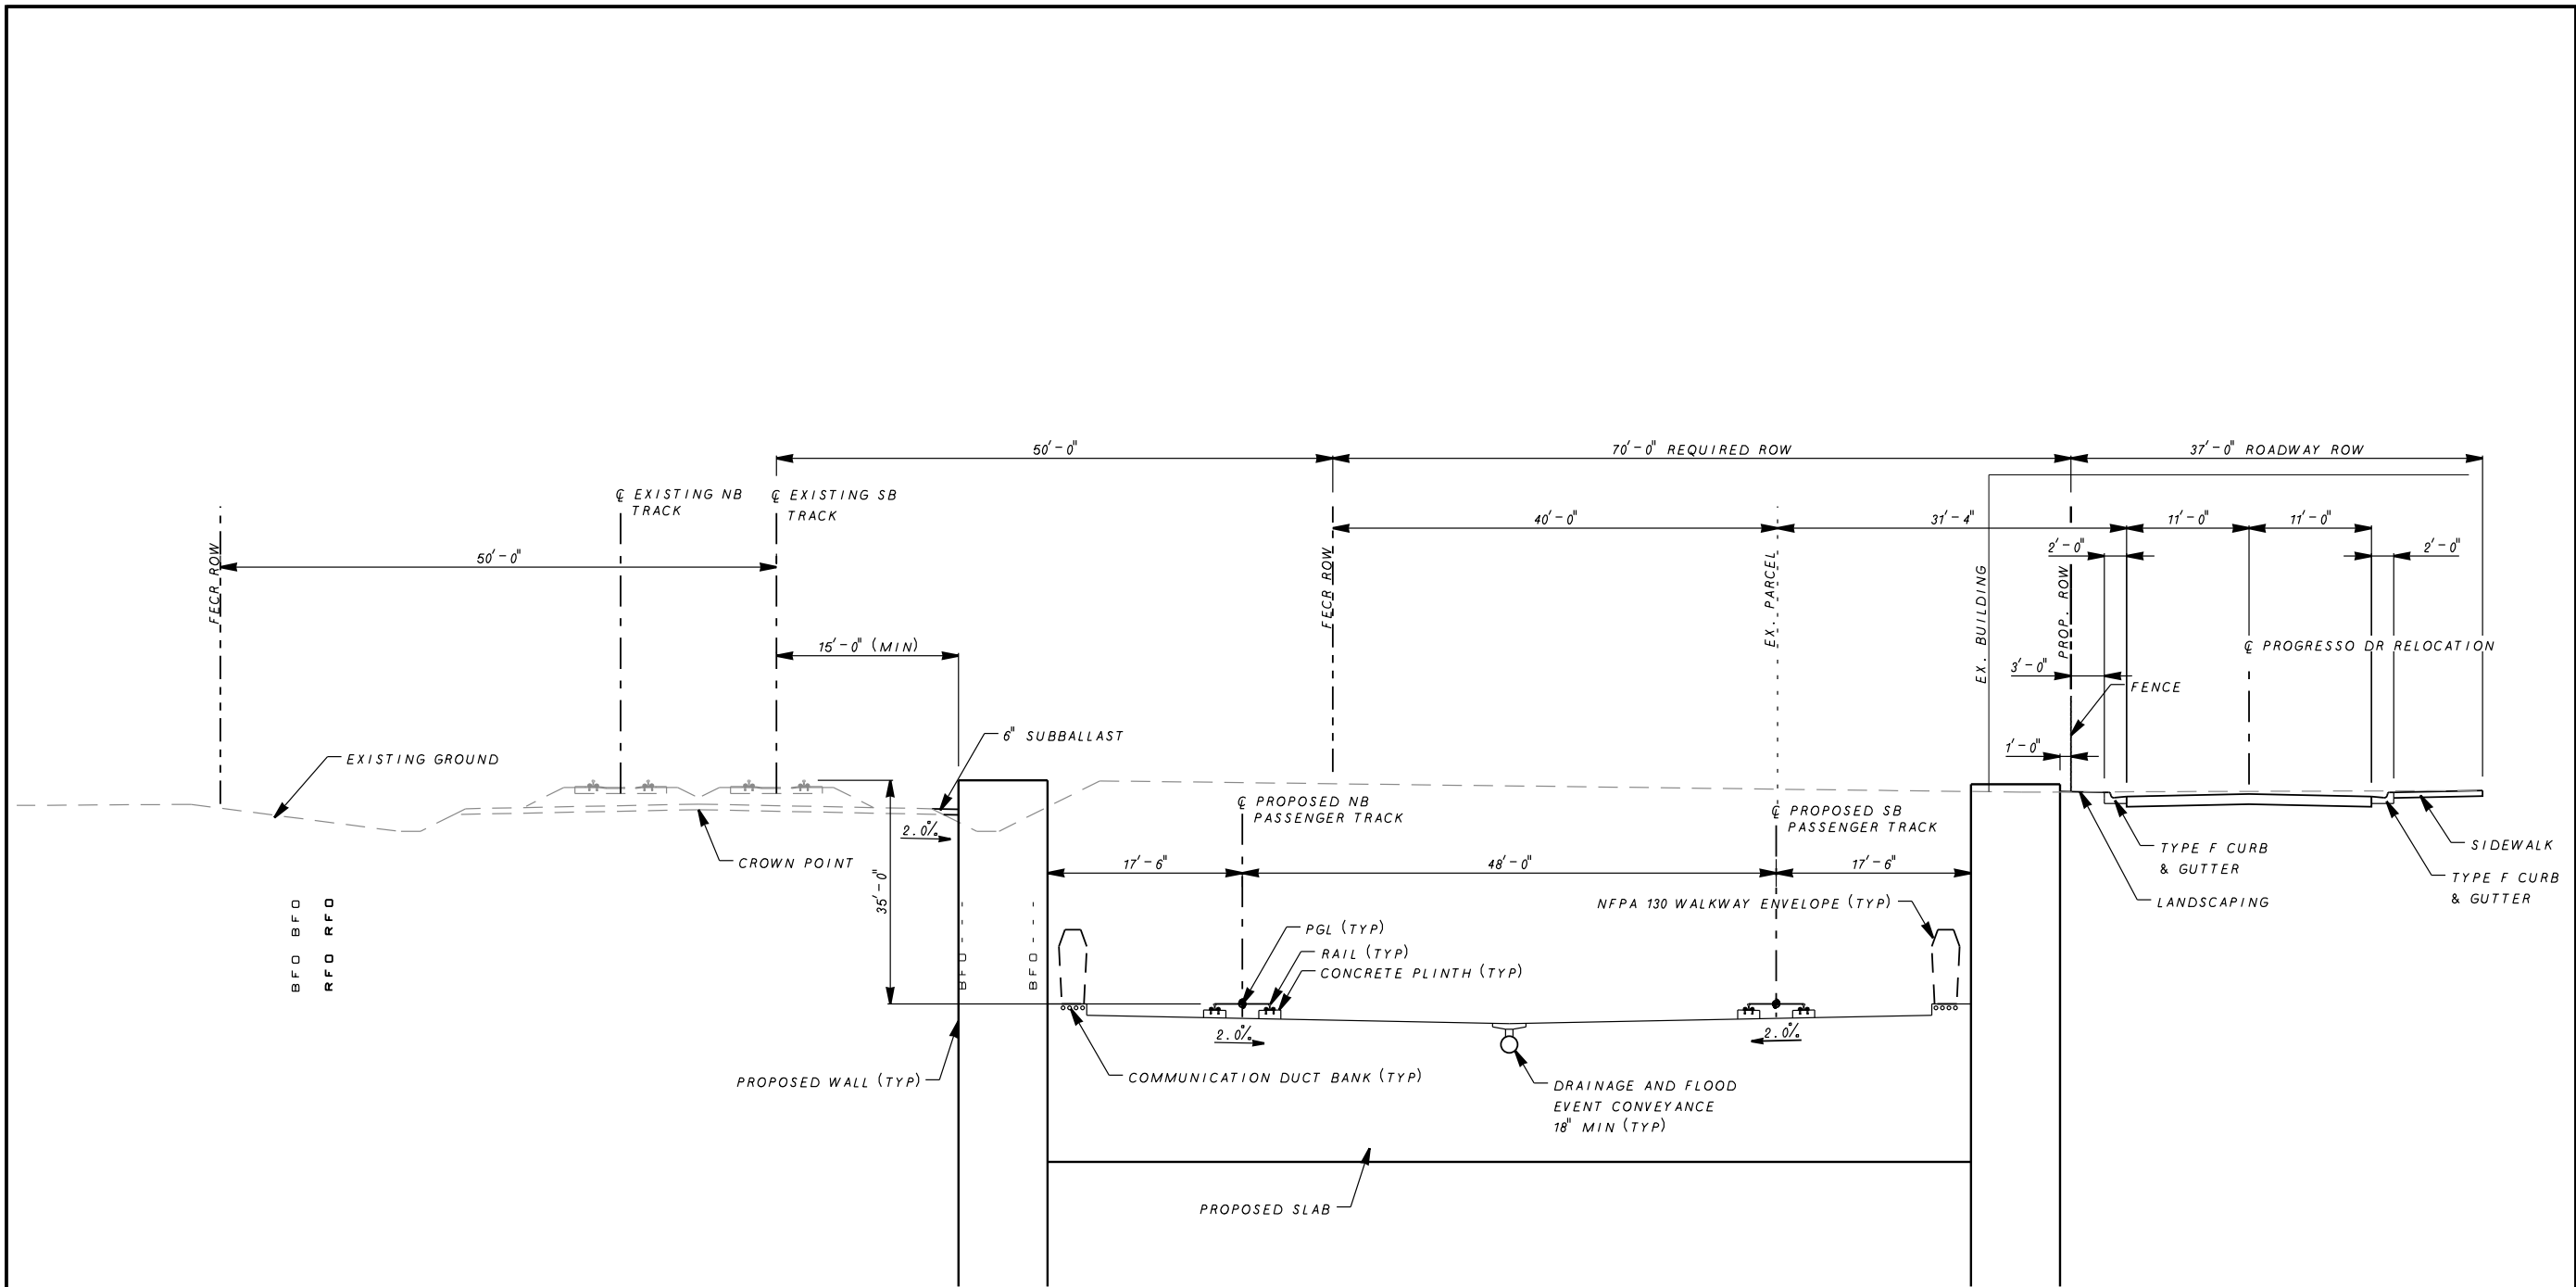 50'-0"
70'-0" REQUIRED ROW
37'-0" ROADWAY ROW
℄ EXISTING NB
TRACK
℄ EXISTING SB
TRACK
40'-0"
31'-4"
11'-0"
11'-0"
2'-0"
2'-0"
50'-0"
FECR ROW
FECR ROW
EX. PARCEL
EX. BUILDING
PROP. ROW
15'-0" (MIN)
℄ PROGRESSO DR RELOCATION
3'-0"
FENCE
6" SUBBALLAST
1'-0"
EXISTING GROUND
℄ PROPOSED NB
PASSENGER TRACK
℄ PROPOSED SB
PASSENGER TRACK
2.0%
CROWN POINT
17'-6"
48'-0"
17'-6"
TYPE F CURB
& GUTTER
SIDEWALK
TYPE F CURB
& GUTTER
LANDSCAPING
35'-0"
NFPA 130 WALKWAY ENVELOPE (TYP)
BFO BFO
RFO RFO
BFO - -
BFO - -
PGL (TYP)
RAIL (TYP)
CONCRETE PLINTH (TYP)
2.0%
2.0%
PROPOSED WALL (TYP)
COMMUNICATION DUCT BANK (TYP)
DRAINAGE AND FLOOD
EVENT CONVEYANCE
18" MIN (TYP)
PROPOSED SLAB